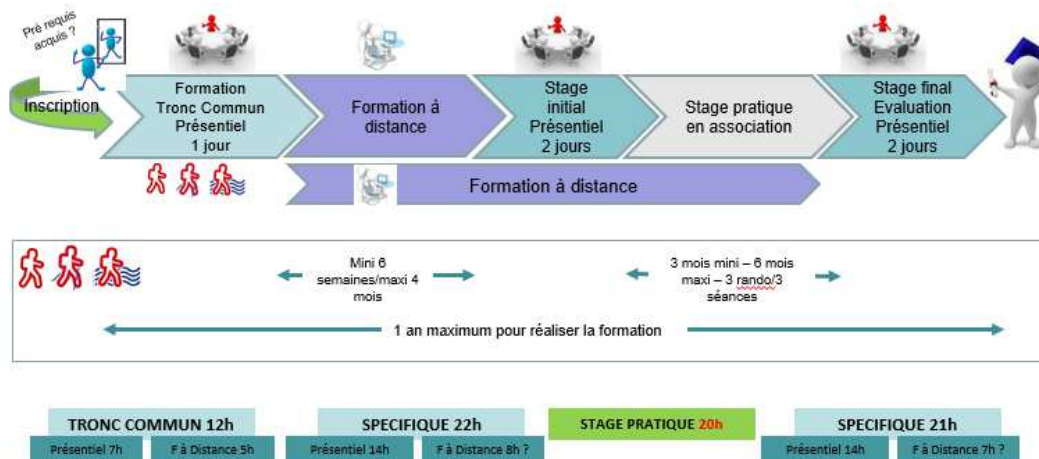 Pré requis
acquis ?
Inscription
Formation
Tronc Commun
Présentiel
1 jour
Formation à
distance
Stage
initial
Présentiel
2 jours
Stage pratique
en association
Stage final
Evaluation
Présentiel
2 jours
Formation à distance
Mini 6
semaines/maxi 4
mois
3 mois mini – 6 mois
maxi – 3 rando/3
séances
1 an maximum pour réaliser la formation
TRONC COMMUN 12h
Présentiel 7h
F à Distance 5h
SPECIFIQUE 22h
Présentiel 14h
F à Distance 8h ?
STAGE PRATIQUE 20h
SPECIFIQUE 21h
Présentiel 14h
F à Distance 7h ?